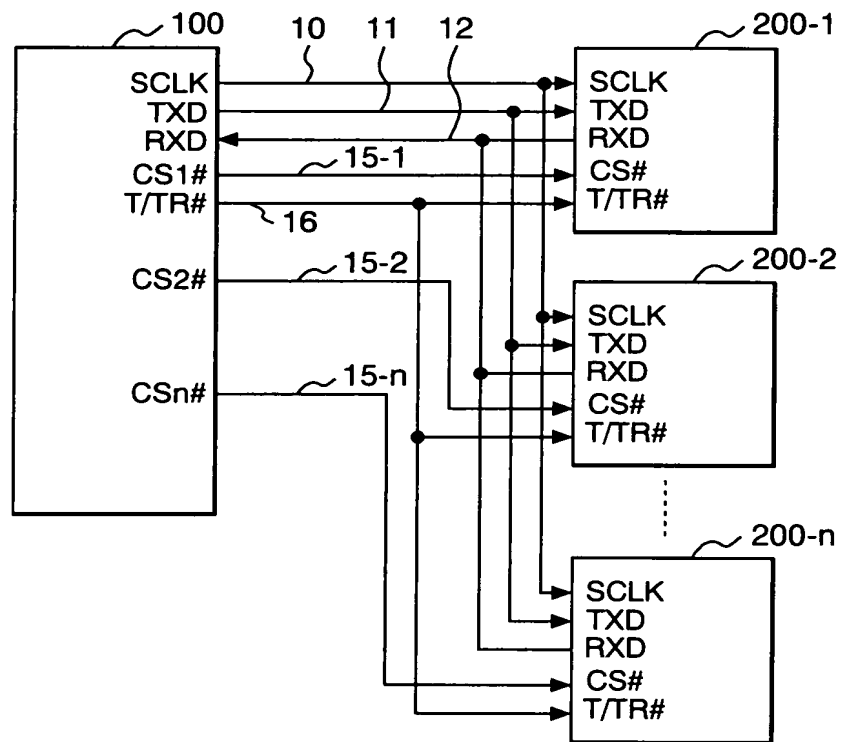 100
10
11
12
200-1
SCLK
TXD
RXD
CS1#
T/TR#
15-1
16
SCLK
TXD
RXD
CS#
T/TR#
CS2#
15-2
200-2
SCLK
TXD
RXD
CS#
T/TR#
CSn#
15-n
200-n
SCLK
TXD
RXD
CS#
T/TR#